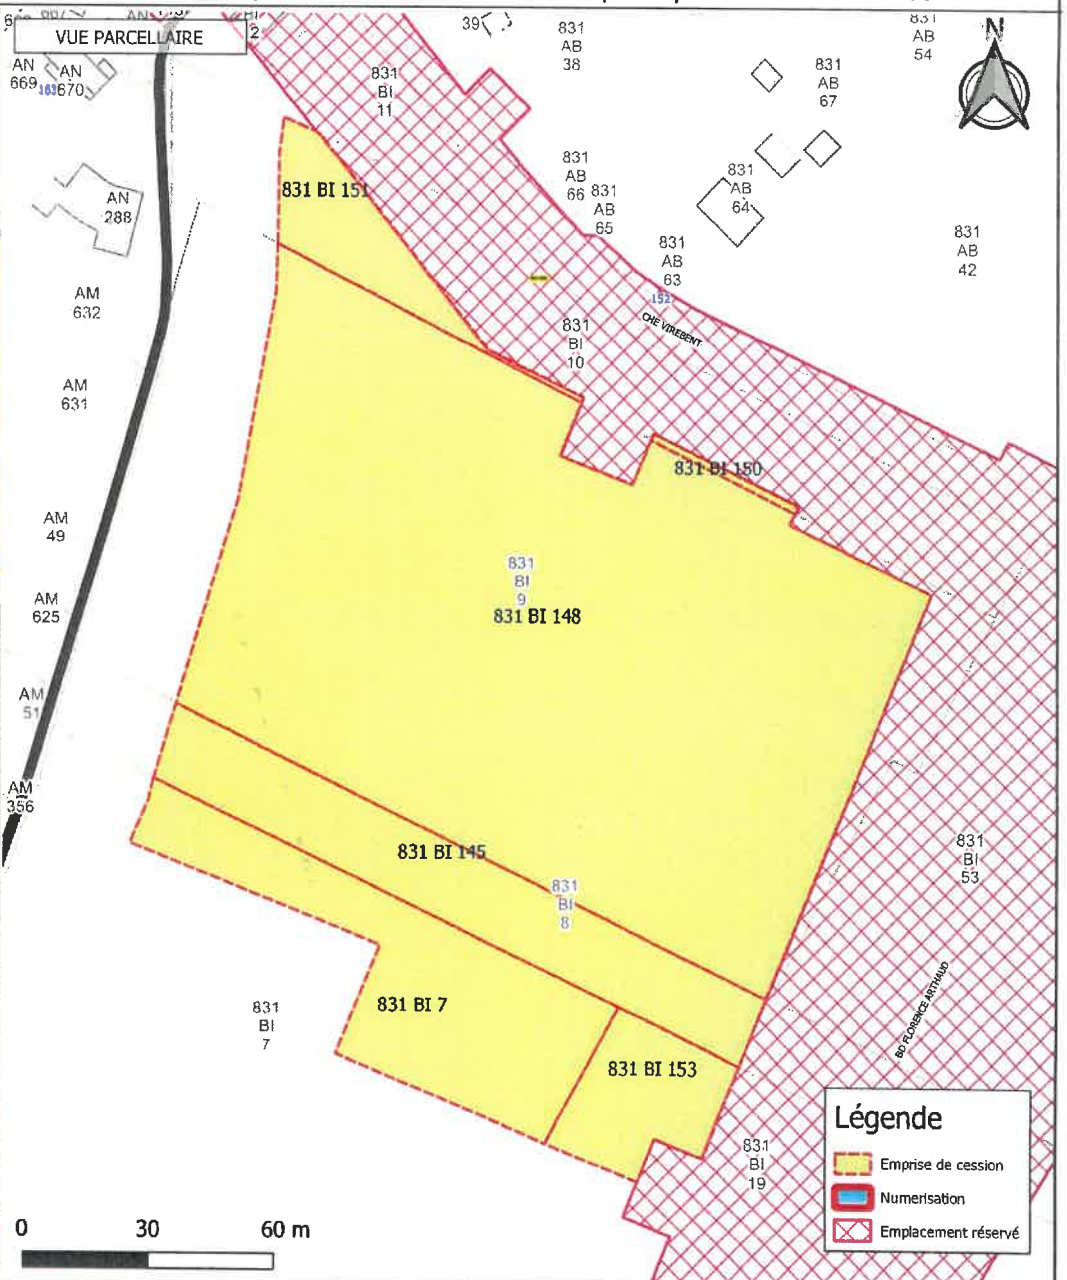 VUE PARCELLAIRE
2
39
831
AB
38
831
AB
54
N
AN
669
AN
670
163
831
BI
11
831
AB
67
AN
288
831 BI 151
831
AB
66
831
AB
65
831
AB
64
831
AB
63
831
AB
42
AM
632
152
CHE VIREBENT
831
BI
10
AM
631
831 BI 150
AM
49
831
BI
9
831 BI 148
AM
625
AM
51
AM
356
831 BI 145
831
BI
8
831
BI
53
831 BI 7
831
BI
7
BD FLORENCE ARTHAUD
831 BI 153
831
BI
19
Légende
Emprise de cession
Numerisation
Emplacement réservé
0 30 60 m